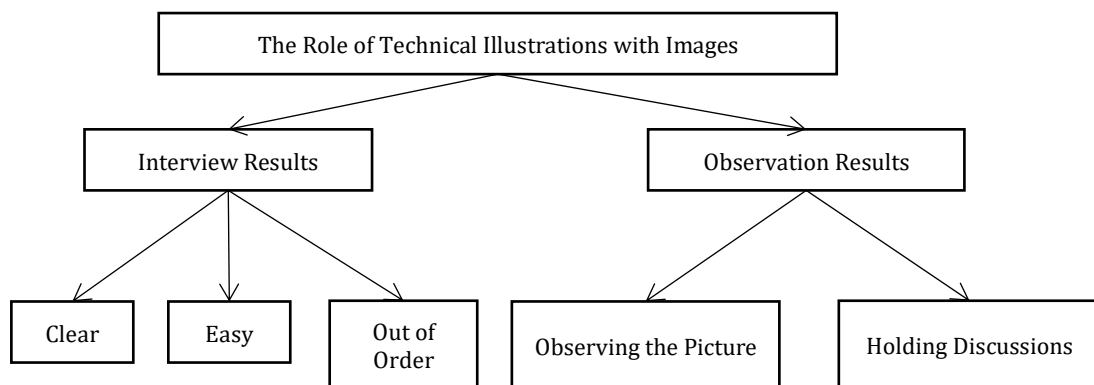 The Role of Technical Illustrations with Images
Interview Results
Observation Results
Clear
Easy
Out of
Order
Observing the Picture
Holding Discussions